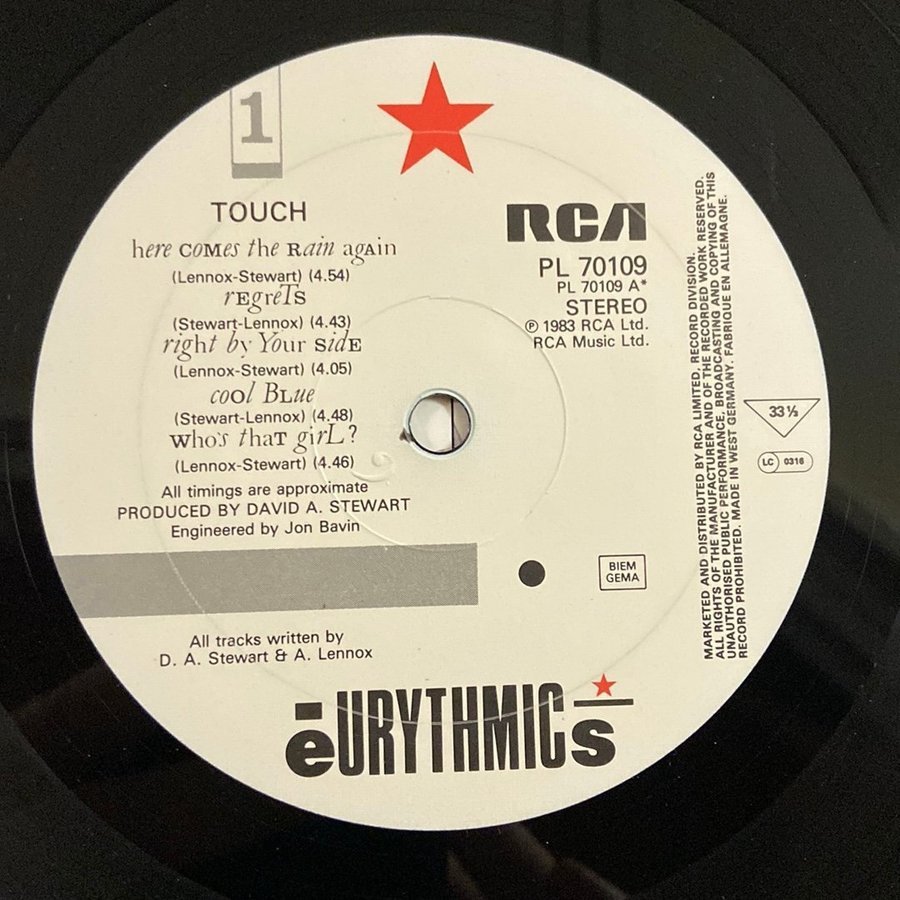 1
TOUCH
here COMEs the Rain agAin
(Lennox-Stewart) (4.54)
rEgreTs
(Stewart-Lennox) (4.43)
right by Your sidE
(Lennox-Stewart) (4.05)
coOl BLue
(Stewart-Lennox) (4.48)
wHo's thaT girL?
(Lennox-Stewart) (4.46)
All timings are approximate
PRODUCED BY DAVID A. STEWART
Engineered by Jon Bavin
All tracks written by
D. A. Stewart & A. Lennox
RCA
PL 70109
PL 70109 A*
STEREO
℗ 1983 RCA Ltd.
RCA Music Ltd.
33⅓
LC 0316
BIEM
GEMA
MARKETED AND DISTRIBUTED BY RCA LIMITED, RECORD DIVISION.
ALL RIGHTS OF THE MANUFACTURER AND OF THE RECORDED WORK RESERVED.
UNAUTHORISED PUBLIC PERFORMANCE, BROADCASTING AND COPYING OF THIS
RECORD PROHIBITED. MADE IN WEST GERMANY. FABRIQUE EN ALLEMAGNE.
eURYTHMICs